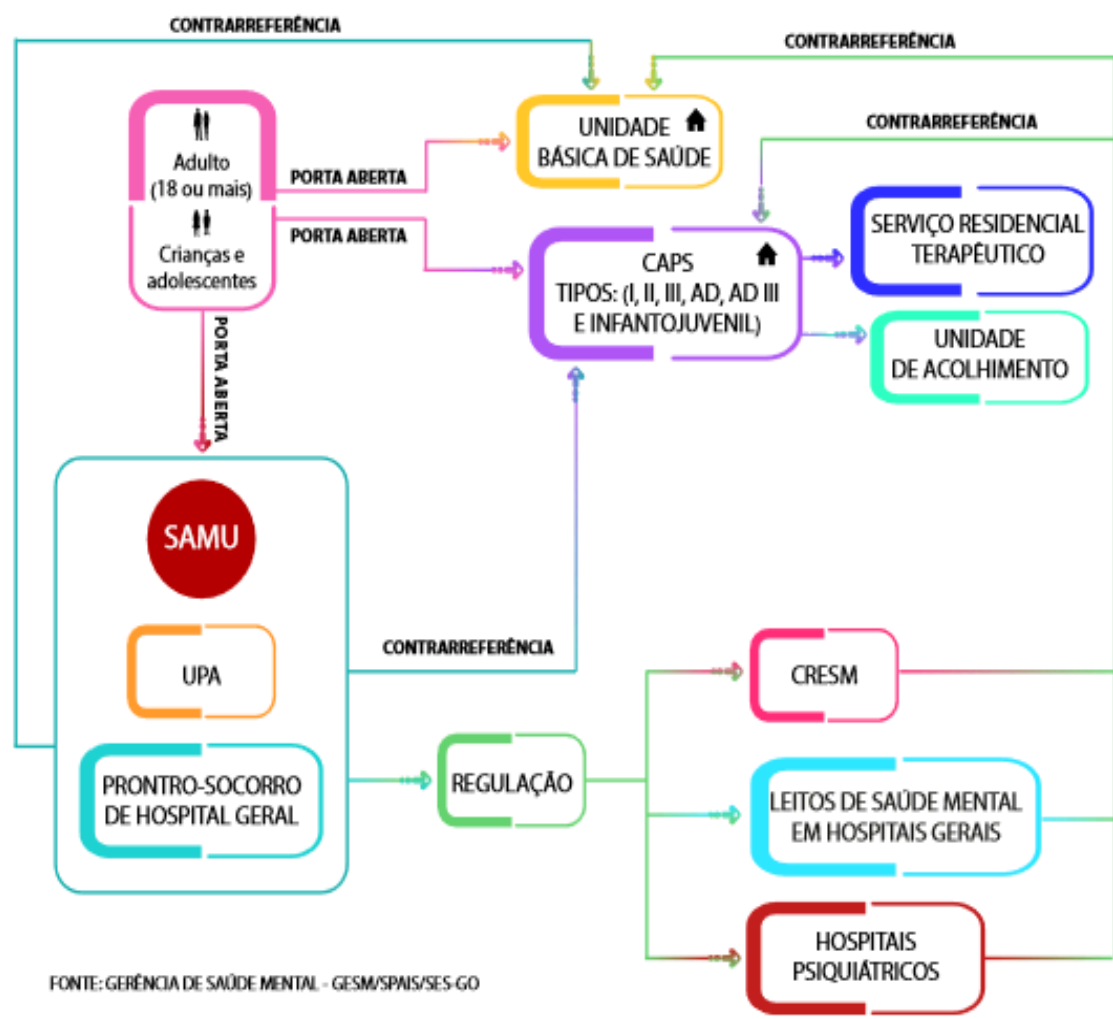 CONTRARREFERÊNCIA
CONTRARREFERÊNCIA
Adulto
(18 ou mais)
Crianças e
adolescentes
PORTA ABERTA
PORTA ABERTA
PORTA ABERTA
UNIDADE
BÁSICA DE SAÚDE
CONTRARREFERÊNCIA
CAPS
TIPOS: (I, II, III, AD, AD III
E INFANTOJUVENIL)
SERVIÇO RESIDENCIAL
TERAPÊUTICO
UNIDADE
DE ACOLHIMENTO
SAMU
UPA
PRONTRO-SOCORRO
DE HOSPITAL GERAL
CONTRARREFERÊNCIA
REGULAÇÃO
CRESM
LEITOS DE SAÚDE MENTAL
EM HOSPITAIS GERAIS
HOSPITAIS
PSIQUIÁTRICOS
FONTE: GERÊNCIA DE SAÚDE MENTAL - GESM/SPAIS/SES-GO